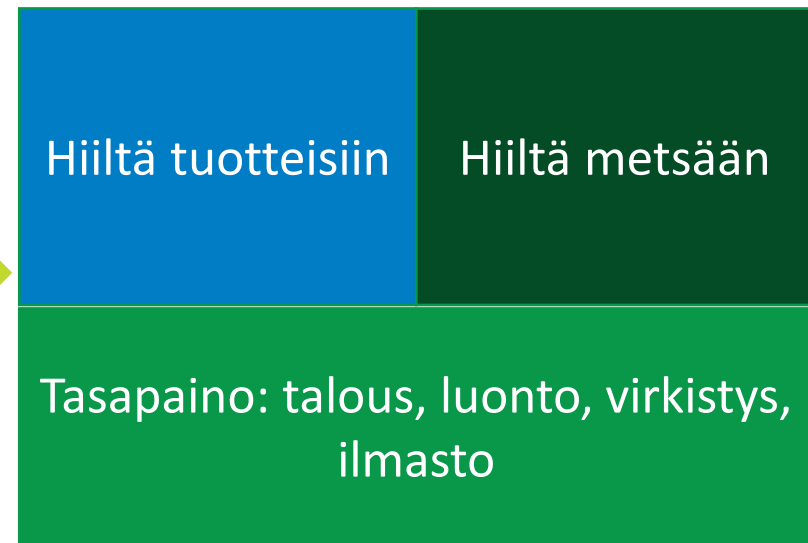 Hiiltä tuotteisiin
Hiiltä metsään
Tasapaino: talous, luonto, virkistys,
ilmasto